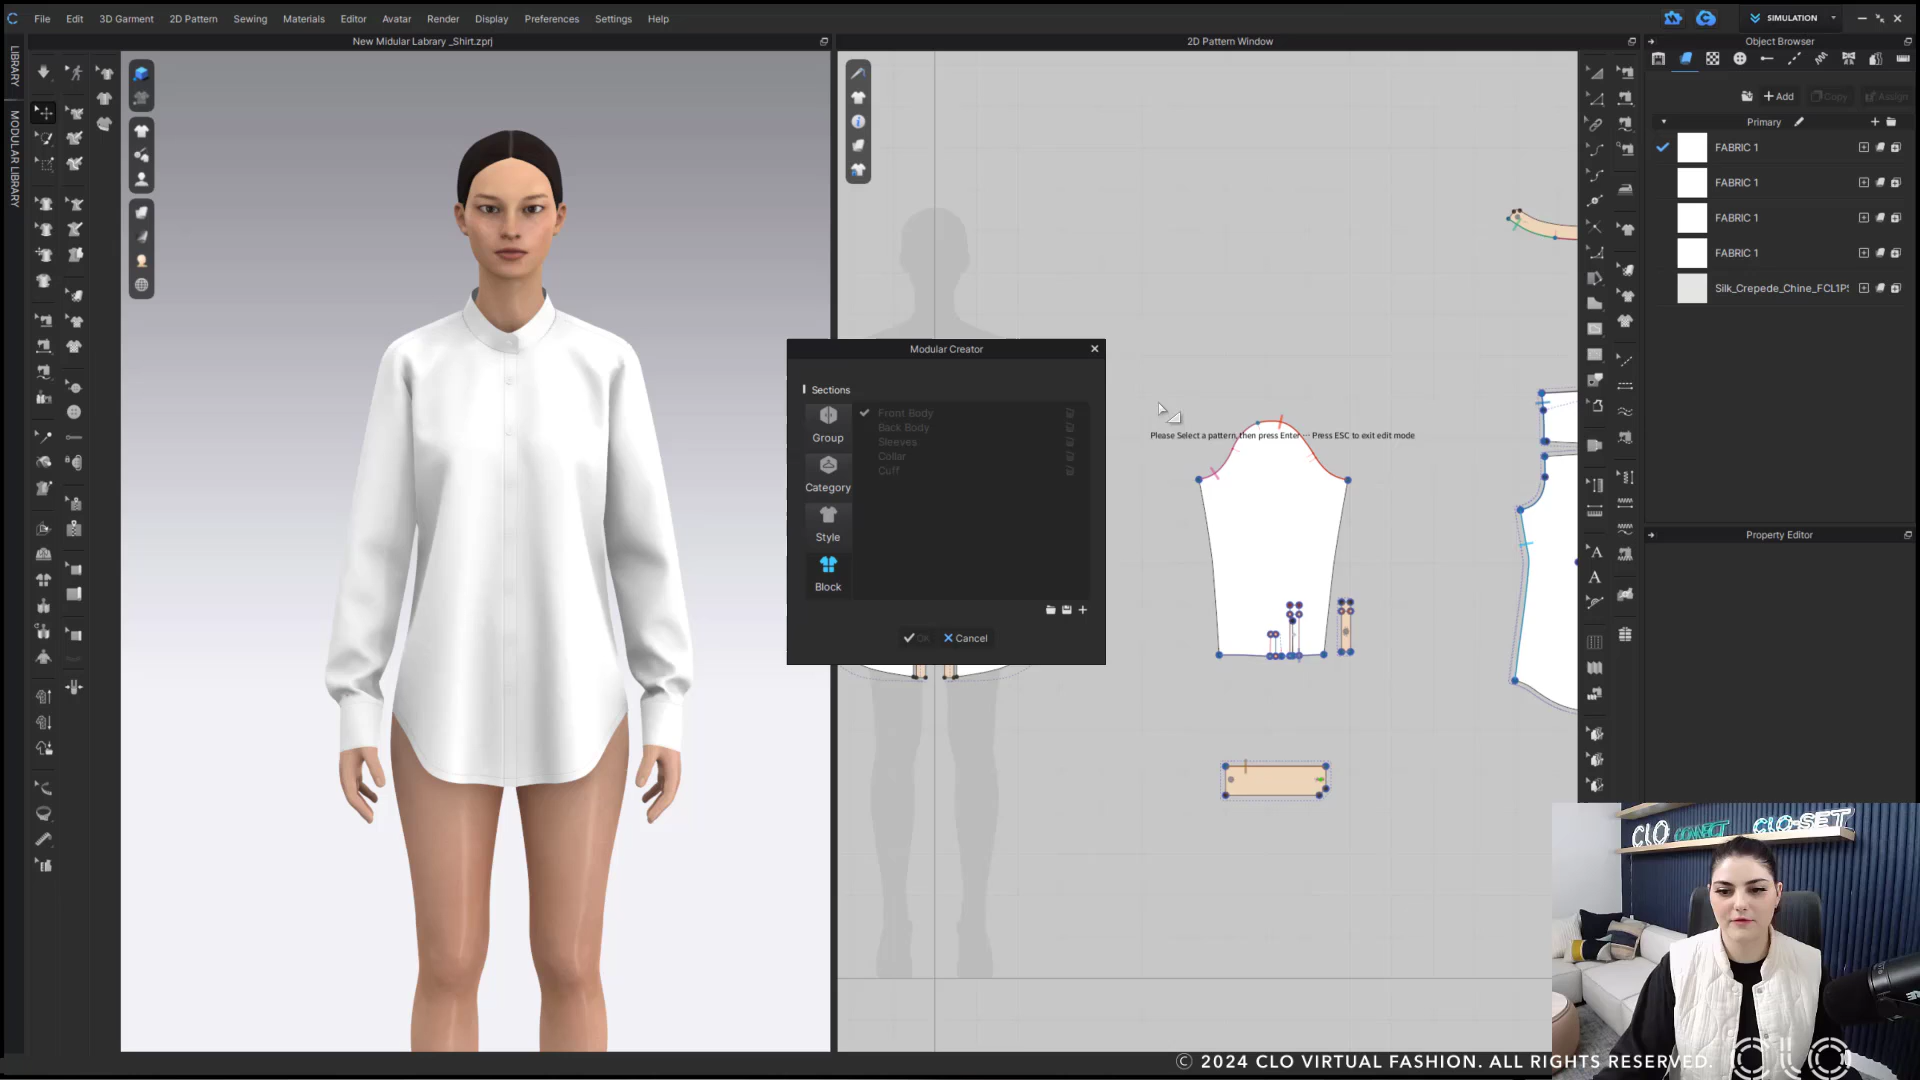 File Edit 3D Garment 2D Pattern Sewing Materials Editor Avatar Render Display Preferences Settings Help
SIMULATION
New Midular Labrary _Shirt.zprj
2D Pattern Window
Object Browser
LIBRARY
MODULAR LIBRARY
Add Copy Assign
Primary
FABRIC 1
FABRIC 1
FABRIC 1
FABRIC 1
Silk_Crepede_Chine_FCL1P
Property Editor
Modular Creator
Sections
Group
Category
Style
Block
Front Body
Back Body
Sleeves
Collar
Cuff
OK Cancel
Please Select a pattern, then press Enter --- Press ESC to exit edit mode
CLO CONNECT CLO-SET
© 2024 CLO VIRTUAL FASHION. ALL RIGHTS RESERVED.
CLO